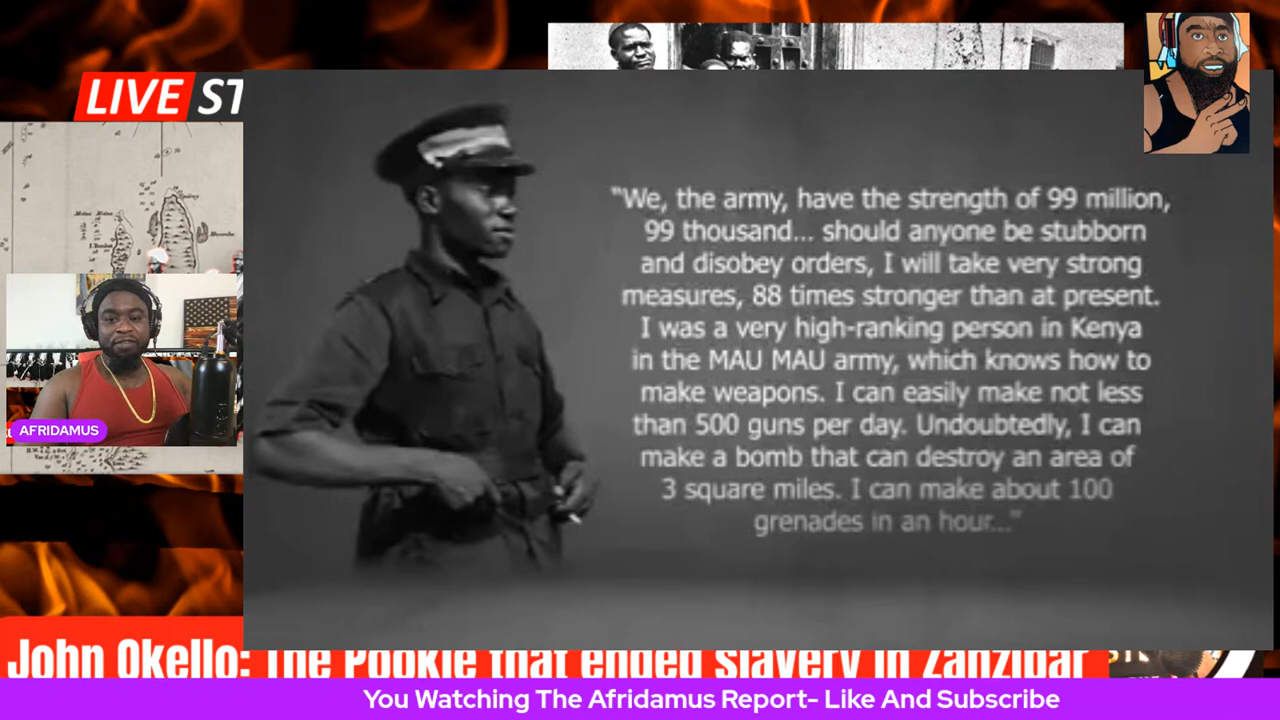 LIVE ST
"We, the army, have the strength of 99 million,
99 thousand... should anyone be stubborn
and disobey orders, I will take very strong
measures, 88 times stronger than at present.
I was a very high-ranking person in Kenya
in the MAU MAU army, which knows how to
make weapons. I can easily make not less
than 500 guns per day. Undoubtedly, I can
make a bomb that can destroy an area of
3 square miles. I can make about 100
grenades in an hour..."
AFRIDAMUS
John Okello: The Pookie that ended slavery in Zanzibar
You Watching The Afridamus Report- Like And Subscribe